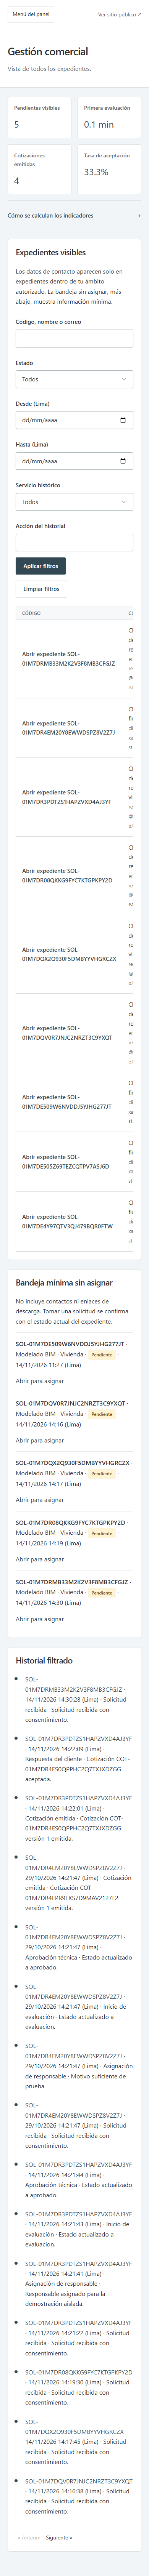 Menú del panel
Ver sitio público ↗
Gestión comercial
Vista de todos los expedientes.
Pendientes visibles
5
Primera evaluación
0.1 min
Cotizaciones
emitidas
4
Tasa de aceptación
33.3%
Cómo se calculan los indicadores
+
Expedientes visibles
Los datos de contacto aparecen solo en
expedientes dentro de tu ámbito
autorizado. La bandeja sin asignar, más
abajo, muestra información mínima.
Código, nombre o correo
Estado
Todos
Desde (Lima)
dd/mm/aaaa
Hasta (Lima)
dd/mm/aaaa
Servicio histórico
Todos
Acción del historial
Aplicar filtros
Limpiar filtros
CÓDIGO
Abrir expediente SOL-
01M7DRMB33M2K2V3F8MB3CFGJZ
Abrir expediente SOL-
01M7DR4EM20Y8EWWDSPZ8V2Z7J
Abrir expediente SOL-
01M7DR3PDTZS1HAPZVXD4AJ3YF
Abrir expediente SOL-
01M7DR08QKKG9FYC7KTGPKPY2D
Abrir expediente SOL-
01M7DQX2Q930F5DMBYYVHGRCZX
Abrir expediente SOL-
01M7DQV0R7JNJC2NRZT3C9YXQT
Abrir expediente SOL-
01M7DE509W6NVDDJ5YJHG277JT
Abrir expediente SOL-
01M7DE505Z69TEZCQTPV7ASJ6D
Abrir expediente SOL-
01M7DE4Y97QTV3QJ479BQR0FTW
Bandeja mínima sin asignar
No incluye contactos ni enlaces de
descarga. Tomar una solicitud se confirma
con el estado actual del expediente.
SOL-01M7DE509W6NVDDJ5YJHG277JT ·
Modelado BIM · Vivienda · Pendiente ·
14/11/2026 11:27 (Lima)
Abrir para asignar
SOL-01M7DQV0R7JNJC2NRZT3C9YXQT ·
Modelado BIM · Vivienda · Pendiente ·
14/11/2026 14:16 (Lima)
Abrir para asignar
SOL-01M7DQX2Q930F5DMBYYVHGRCZX ·
Modelado BIM · Vivienda · Pendiente ·
14/11/2026 14:17 (Lima)
Abrir para asignar
SOL-01M7DR08QKKG9FYC7KTGPKPY2D ·
Modelado BIM · Vivienda · Pendiente ·
14/11/2026 14:19 (Lima)
Abrir para asignar
SOL-01M7DRMB33M2K2V3F8MB3CFGJZ ·
Modelado BIM · Vivienda · Pendiente ·
14/11/2026 14:30 (Lima)
Abrir para asignar
Historial filtrado
SOL-
01M7DRMB33M2K2V3F8MB3CFGJZ ·
14/11/2026 14:30:28 (Lima) · Solicitud
recibida · Solicitud recibida con
consentimiento.
SOL-01M7DR3PDTZS1HAPZVXD4AJ3YF
· 14/11/2026 14:22:09 (Lima) ·
Respuesta del cliente · Cotización COT-
01M7DR4ES0QPPHC2Q7TXJXDZGG
aceptada.
SOL-01M7DR3PDTZS1HAPZVXD4AJ3YF
· 14/11/2026 14:22:01 (Lima) ·
Cotización emitida · Cotización COT-
01M7DR4ES0QPPHC2Q7TXJXDZGG
versión 1 emitida.
SOL-
01M7DR4EM20Y8EWWDSPZ8V2Z7J ·
29/10/2026 14:21:47 (Lima) · Cotización
emitida · Cotización COT-
01M7DR4EPR9FXS7D9MAV2127F2
versión 1 emitida.
SOL-
01M7DR4EM20Y8EWWDSPZ8V2Z7J ·
29/10/2026 14:21:47 (Lima) ·
Aprobación técnica · Estado actualizado
a aprobado.
SOL-
01M7DR4EM20Y8EWWDSPZ8V2Z7J ·
29/10/2026 14:21:47 (Lima) · Inicio de
evaluación · Estado actualizado a
evaluacion.
SOL-
01M7DR4EM20Y8EWWDSPZ8V2Z7J ·
29/10/2026 14:21:47 (Lima) · Asignación
de responsable · Motivo suficiente de
prueba
SOL-
01M7DR4EM20Y8EWWDSPZ8V2Z7J ·
29/10/2026 14:21:47 (Lima) · Solicitud
recibida · Solicitud recibida con
consentimiento.
SOL-01M7DR3PDTZS1HAPZVXD4AJ3YF
· 14/11/2026 14:21:44 (Lima) ·
Aprobación técnica · Estado actualizado
a aprobado.
SOL-01M7DR3PDTZS1HAPZVXD4AJ3YF
· 14/11/2026 14:21:43 (Lima) · Inicio de
evaluación · Estado actualizado a
evaluacion.
SOL-01M7DR3PDTZS1HAPZVXD4AJ3YF
· 14/11/2026 14:21:41 (Lima) ·
Asignación de responsable ·
Responsable asignado para la
demostración aislada.
SOL-01M7DR3PDTZS1HAPZVXD4AJ3YF
· 14/11/2026 14:21:22 (Lima) · Solicitud
recibida · Solicitud recibida con
consentimiento.
SOL-01M7DR08QKKG9FYC7KTGPKPY2D
· 14/11/2026 14:19:30 (Lima) · Solicitud
recibida · Solicitud recibida con
consentimiento.
SOL-
01M7DQX2Q930F5DMBYYVHGRCZX ·
14/11/2026 14:17:45 (Lima) · Solicitud
recibida · Solicitud recibida con
consentimiento.
SOL-01M7DQV0R7JNJC2NRZT3C9YXQT
· 14/11/2026 14:16:38 (Lima) · Solicitud
recibida · Solicitud recibida con
consentimiento.
← Anterior Siguiente →